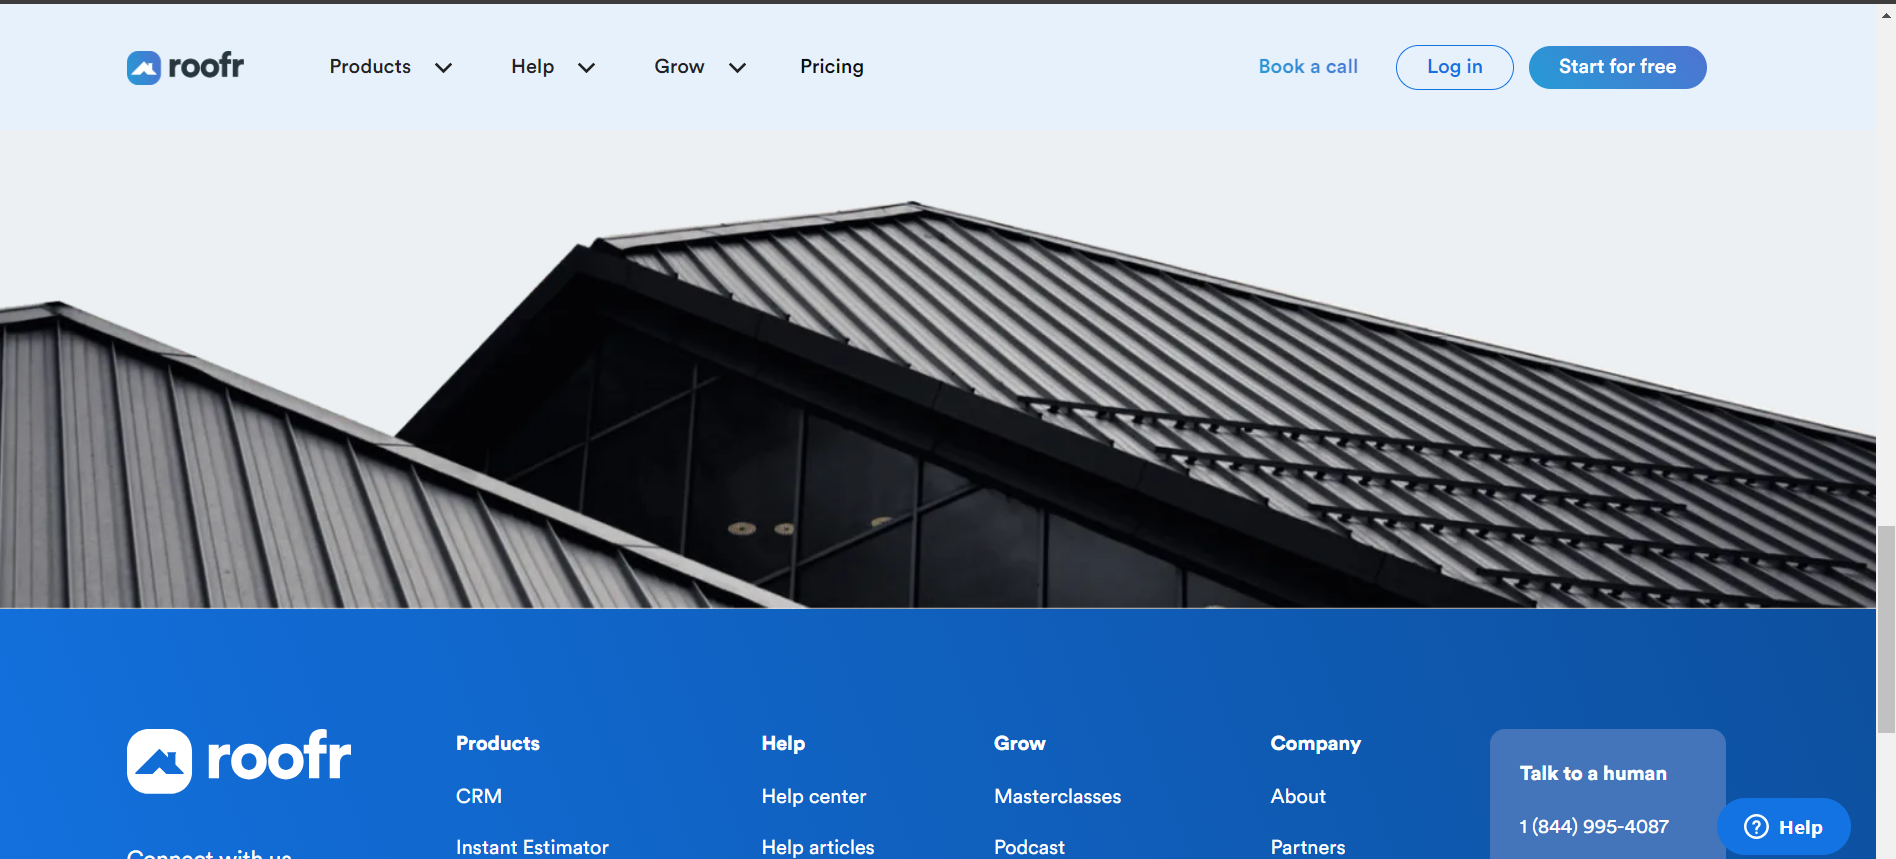 roofr
Products
Help
Grow
Pricing
Book a call
Log in
Start for free
roofr
Products
Help
Grow
Company
Talk to a human
CRM
Help center
Masterclasses
About
1 (844) 995-4087
Help
Instant Estimator
Help articles
Podcast
Partners
Connect with us